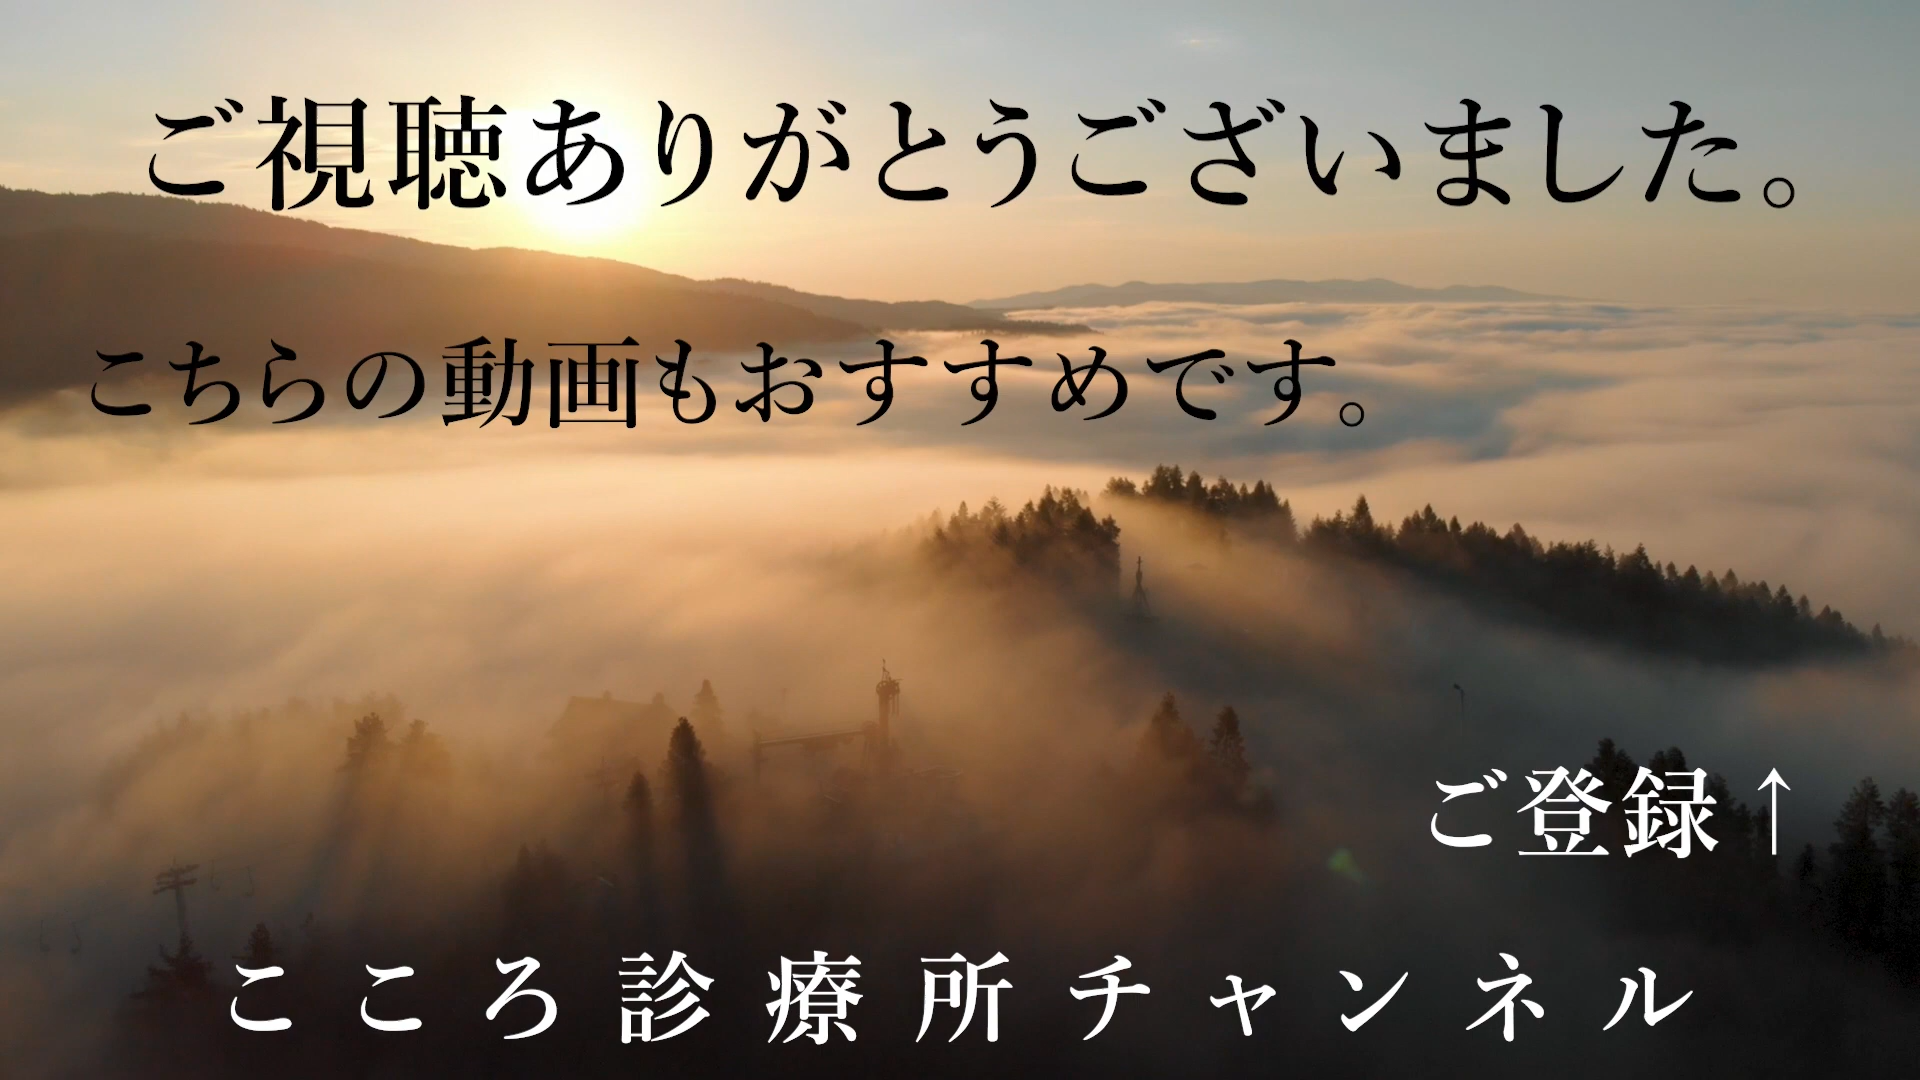 ご視聴ありがとうございました。
こちらの動画もおすすめです。
ご登録↑
こころ診療所チャンネル